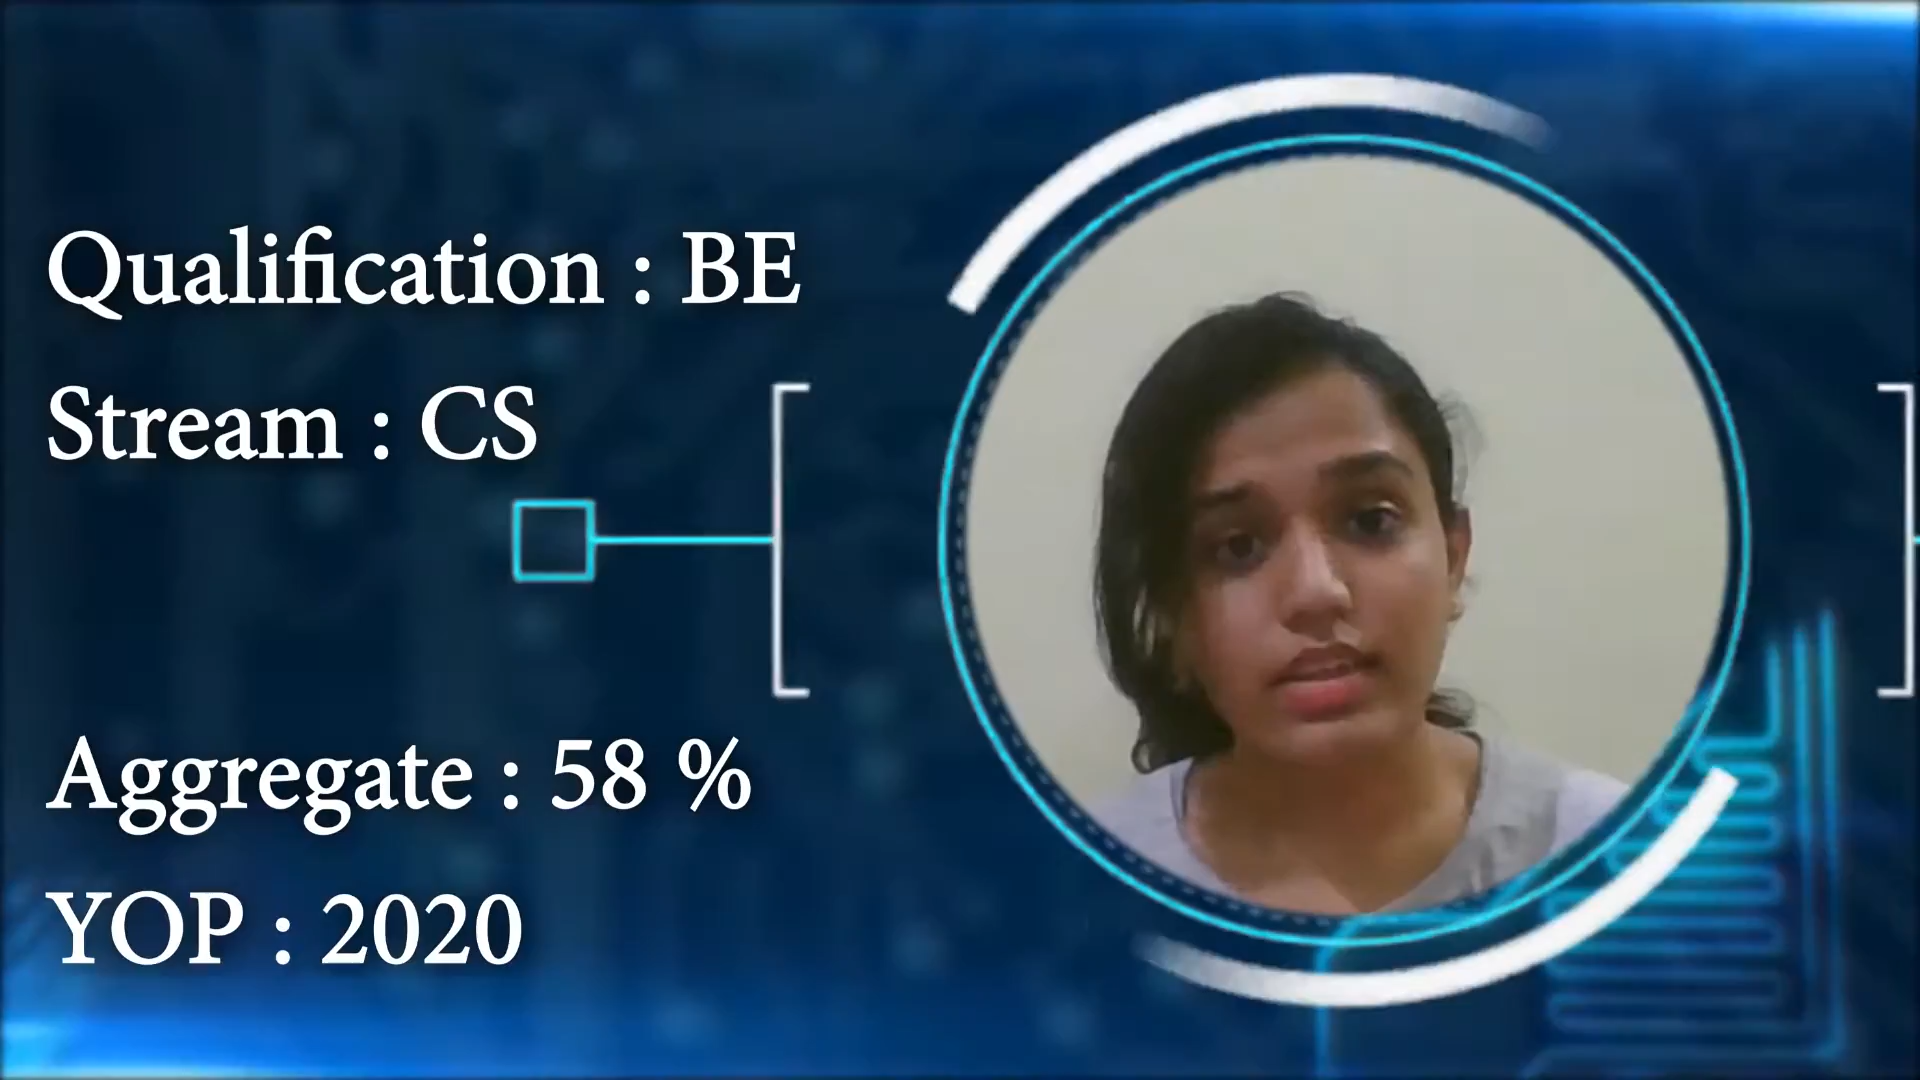 Qualification : BE
Stream : CS
Aggregate : 58 %
YOP : 2020